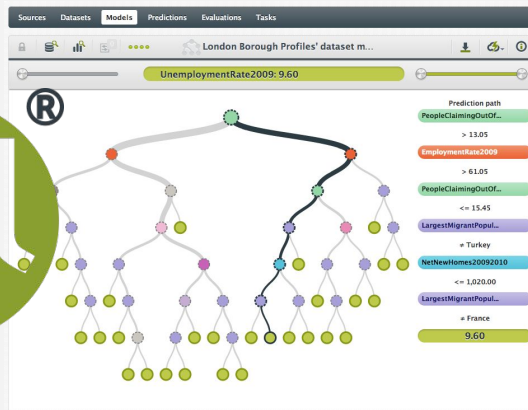 Sources Datasets Models Predictions Evaluations Tasks
London Borough Profiles' dataset m...
UnemploymentRate2009: 9.60
®
Prediction path
PeopleClaimingOutOf...
> 13.05
EmploymentRate2009
> 61.05
PeopleClaimingOutOf...
<= 15.45
LargestMigrantPopul...
≠ Turkey
NetNewHomes20092010
<= 1,020.00
LargestMigrantPopul...
≠ France
9.60